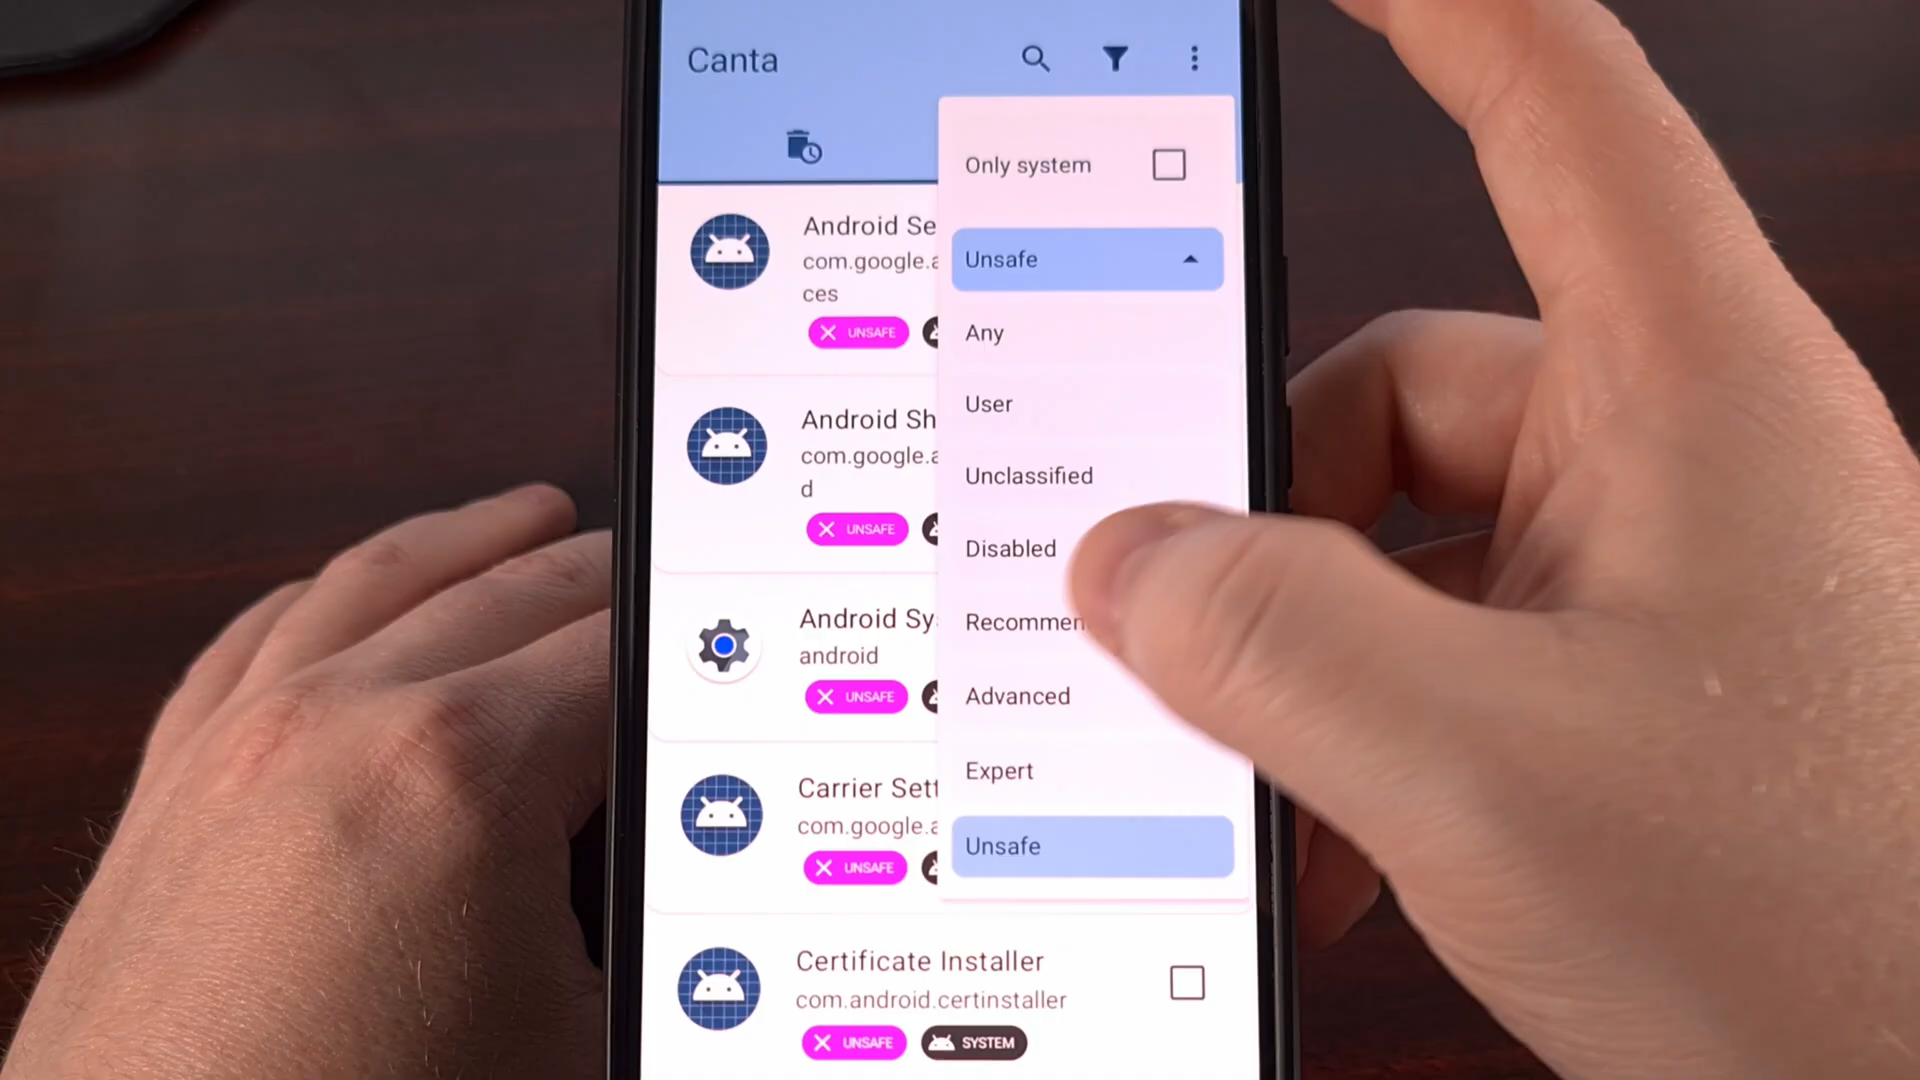 Canta
Only system
Unsafe
Any
User
Unclassified
Disabled
Recommen
Advanced
Expert
Unsafe
Android Se
com.google.a
ces
UNSAFE
Android Sh
com.google.a
d
UNSAFE
Android Sy
android
UNSAFE
Carrier Sett
com.google.a
UNSAFE
Certificate Installer
com.android.certinstaller
UNSAFE SYSTEM